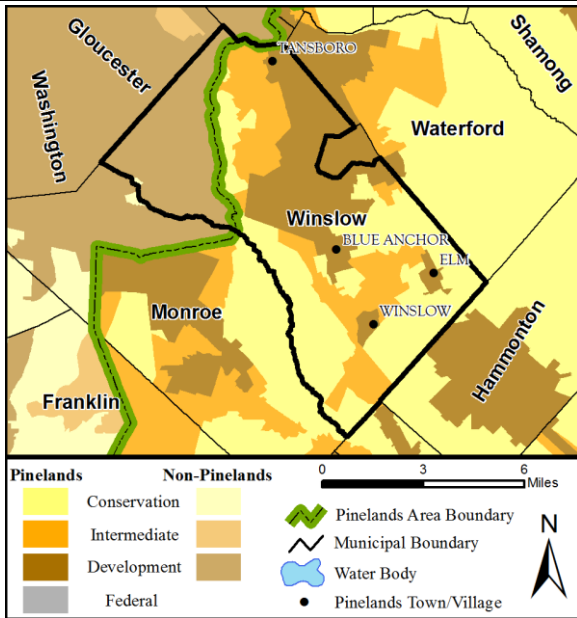 Gloucester
TANSBORO
Shamong
Washington
Waterford
Winslow
BLUE ANCHOR
ELM
WINSLOW
Monroe
Hammonton
Franklin
Pinelands Non-Pinelands
Conservation
Intermediate
Development
Federal
0 3 6
Miles
Pinelands Area Boundary
Municipal Boundary
Water Body
Pinelands Town/Village
N